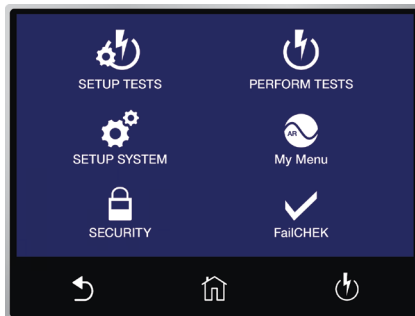 SETUP TESTS
PERFORM TESTS
SETUP SYSTEM
AR
My Menu
SECURITY
FailCHEK